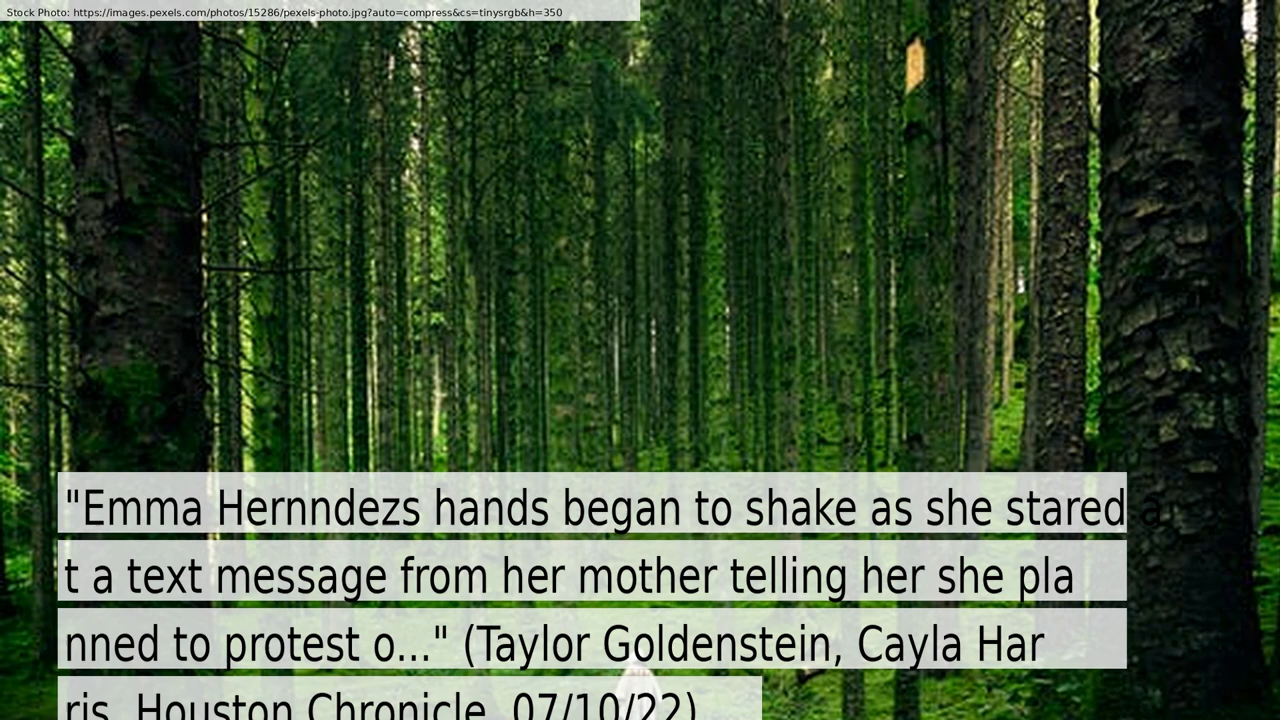 Stock Photo: https://images.pexels.com/photos/15286/pexels-photo.jpg?auto=compress&cs=tinysrgb&h=350
"Emma Hernndezs hands began to shake as she stared a
t a text message from her mother telling her she pla
nned to protest o..." (Taylor Goldenstein, Cayla Har
ris, Houston Chronicle, 07/10/22)